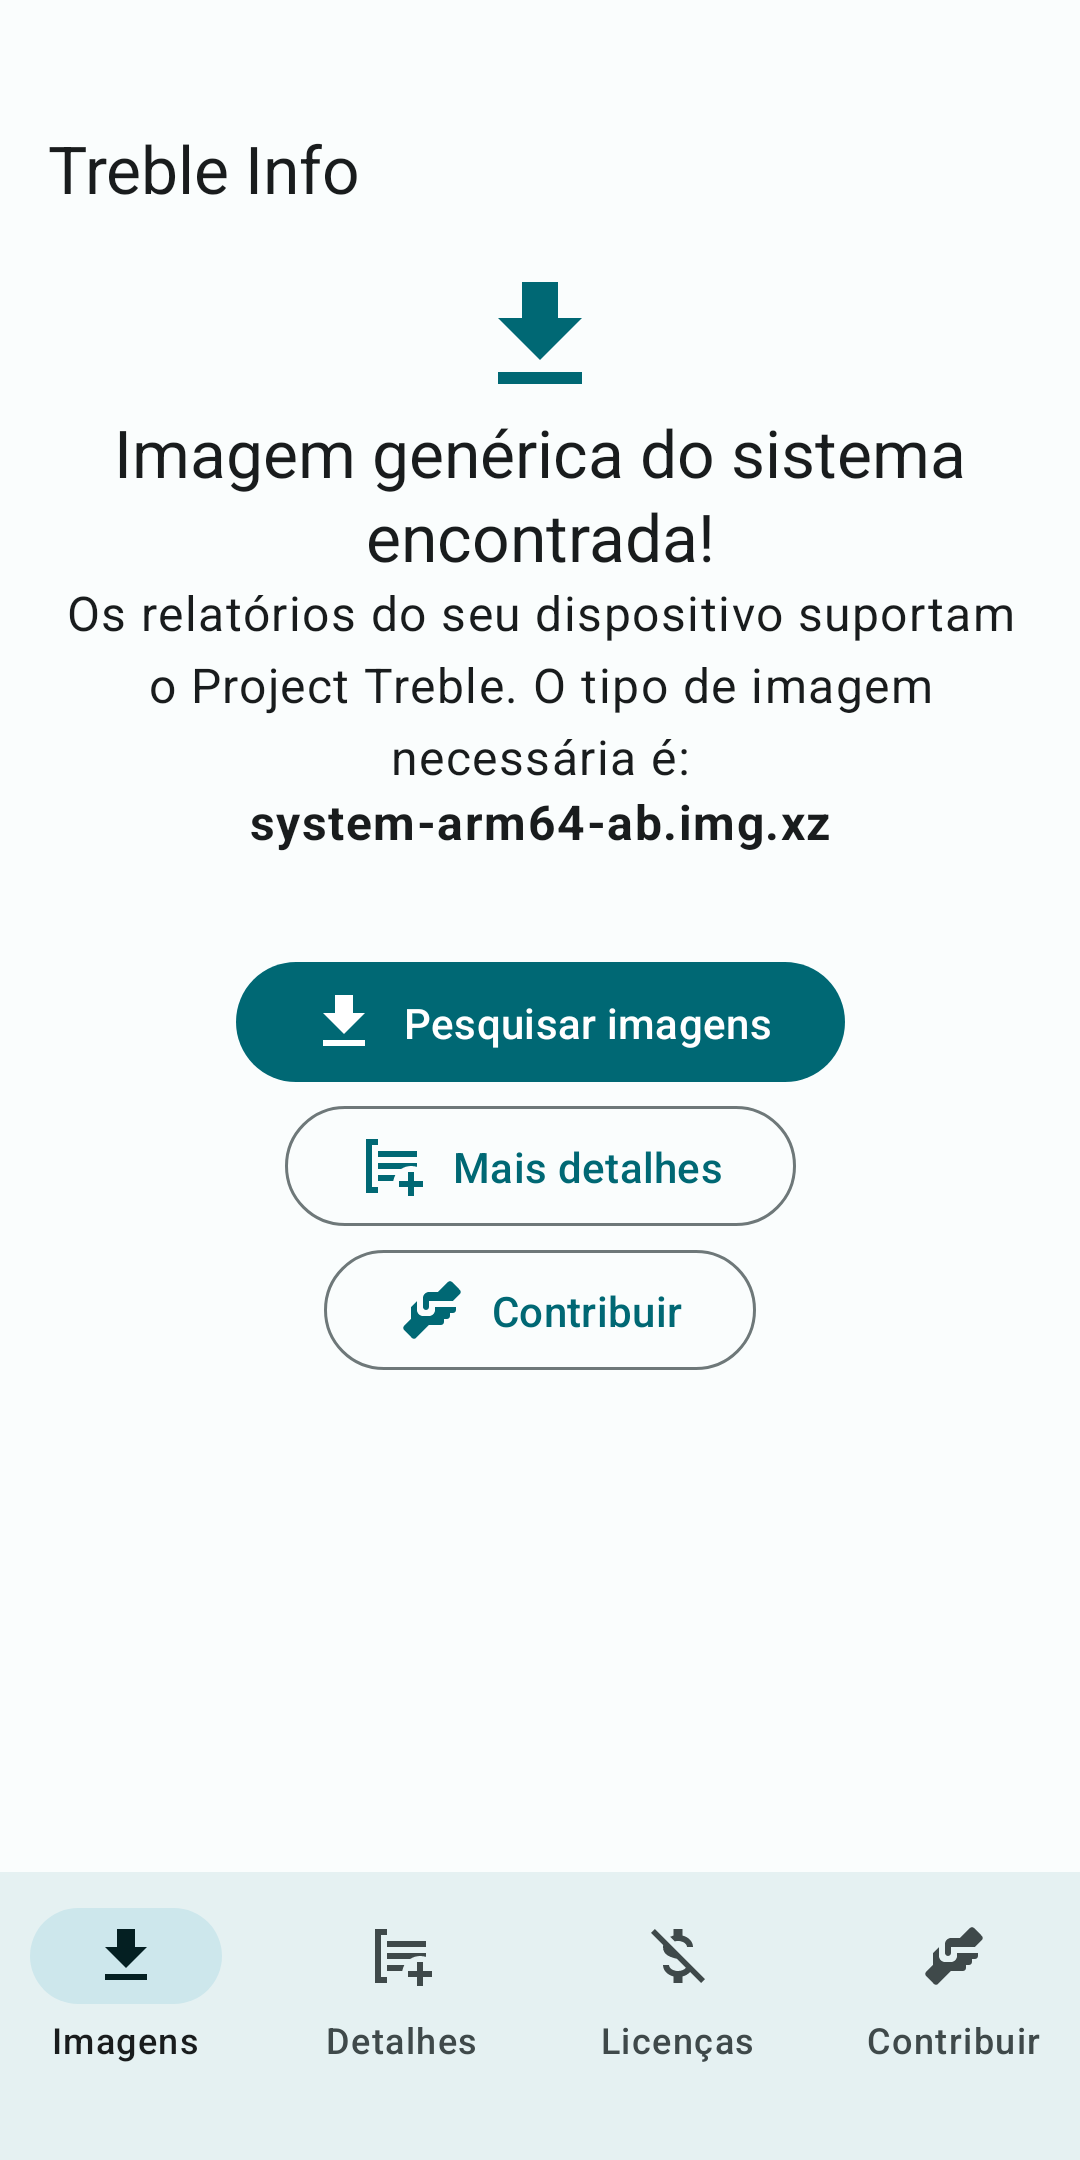 Treble Info
Imagem genérica do sistema
encontrada!
Os relatórios do seu dispositivo suportam
o Project Treble. O tipo de imagem
necessária é:
system-arm64-ab.img.xz
Pesquisar imagens
Mais detalhes
Contribuir
Imagens
Detalhes
Licenças
Contribuir